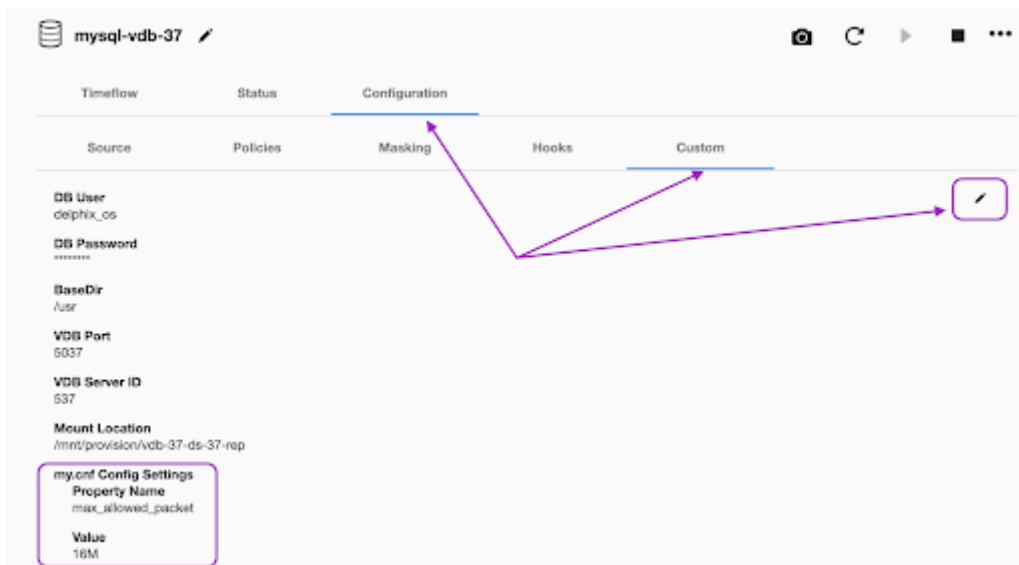 mysql-vdb-37
Timeflow Status Configuration
Source Policies Masking Hooks Custom
DB User
delphix_os
DB Password
********
BaseDir
/usr
VDB Port
5037
VDB Server ID
537
Mount Location
/mnt/provision/vdb-37-ds-37-rep
my.cnf Config Settings
Property Name
max_allowed_packet
Value
16M